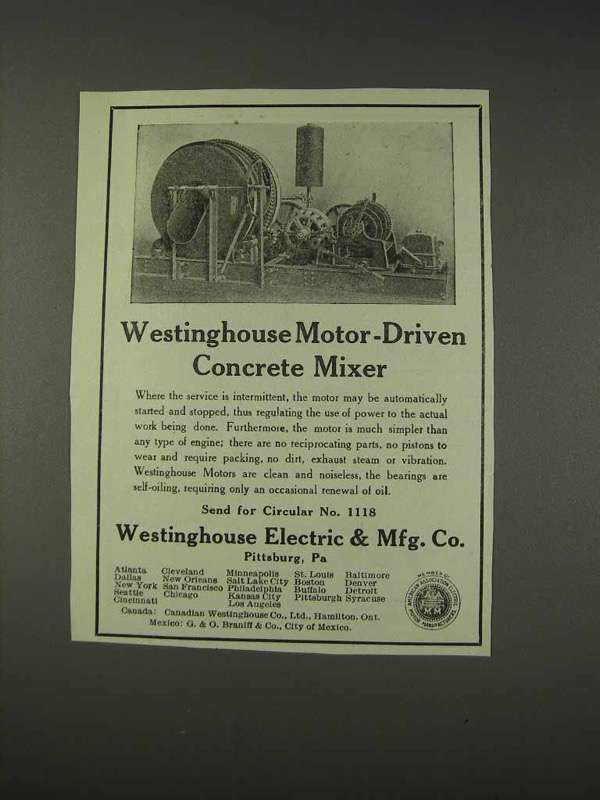 Westinghouse Motor-Driven
Concrete Mixer
Where the service is intermittent, the motor may be automatically
started and stopped, thus regulating the use of power to the actual
work being done. Furthermore, the motor is much simpler than
any type of engine; there are no reciprocating parts, no pistons to
wear and require packing, no dirt, exhaust steam or vibration.
Westinghouse Motors are clean and noiseless, the bearings are
self-oiling, requiring only an occasional renewal of oil.
Send for Circular No. 1118
Westinghouse Electric & Mfg. Co.
Pittsburg, Pa
Atlanta Cleveland Minneapolis St. Louis Baltimore
Dallas New Orleans Salt Lake City Boston Denver
New York San Francisco Philadelphia Buffalo Detroit
Seattle Chicago Kansas City Pittsburgh Syracuse
Cincinnati Los Angeles
Canada: Canadian Westinghouse Co., Ltd., Hamilton, Ont.
Mexico: G. & O. Braniff & Co., City of Mexico.
MEMBER OF